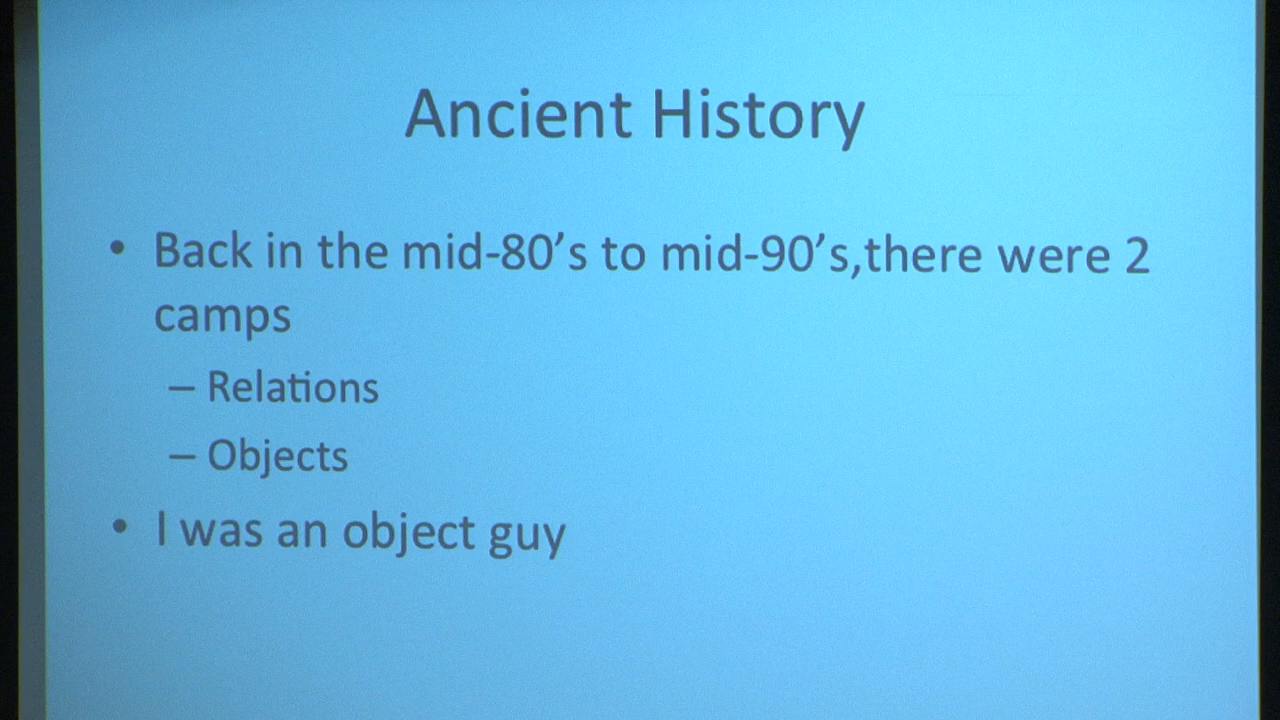 Ancient History
• Back in the mid-80’s to mid-90’s,there were 2
camps
– Relations
– Objects
• I was an object guy